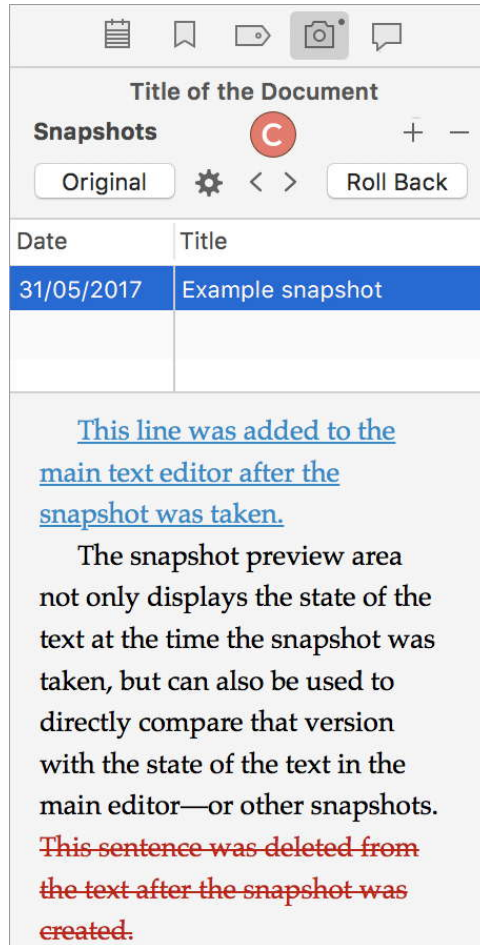 Title of the Document
Snapshots
C
Original
Roll Back
Date Title
31/05/2017 Example snapshot
This line was added to the
main text editor after the
snapshot was taken.
The snapshot preview area
not only displays the state of the
text at the time the snapshot was
taken, but can also be used to
directly compare that version
with the state of the text in the
main editor—or other snapshots.
This sentence was deleted from
the text after the snapshot was
created.